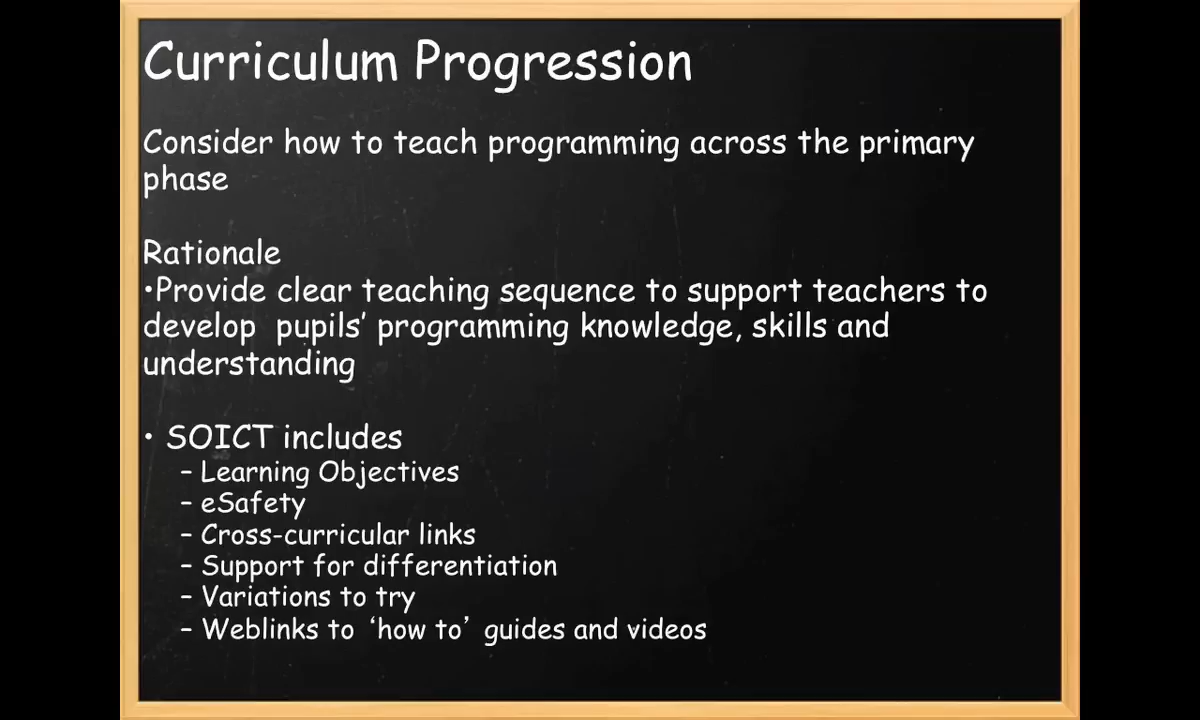 Curriculum Progression
Consider how to teach programming across the primary
phase
Rationale
•Provide clear teaching sequence to support teachers to
develop  pupils’ programming knowledge, skills and
understanding
• SOICT includes
– Learning Objectives
– eSafety
– Cross-curricular links
– Support for differentiation
– Variations to try
– Weblinks to ‘how to’ guides and videos